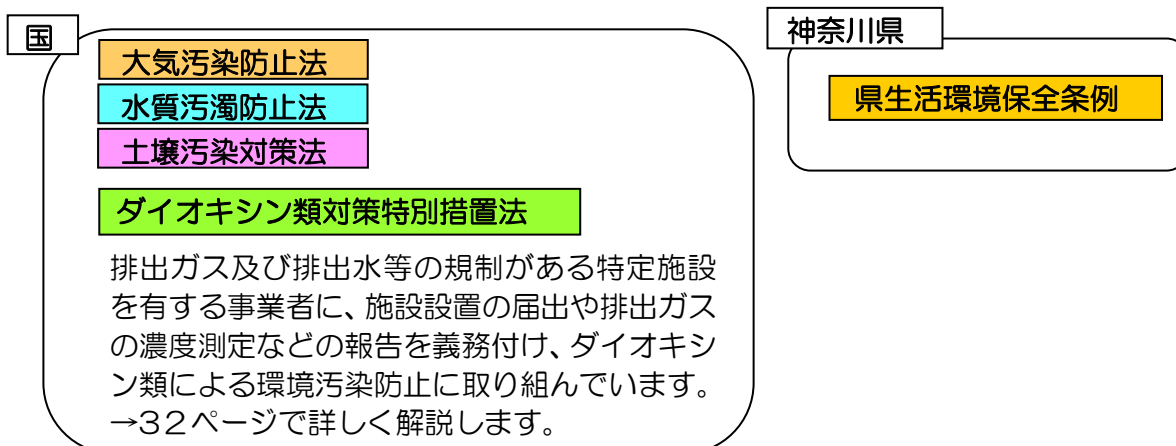 国
大気汚染防止法
水質汚濁防止法
土壌汚染対策法
ダイオキシン類対策特別措置法
排出ガス及び排出水等の規制がある特定施設
を有する事業者に、施設設置の届出や排出ガス
の濃度測定などの報告を義務付け、ダイオキシ
ン類による環境汚染防止に取り組んでいます。
→32ページで詳しく解説します。
神奈川県
県生活環境保全条例